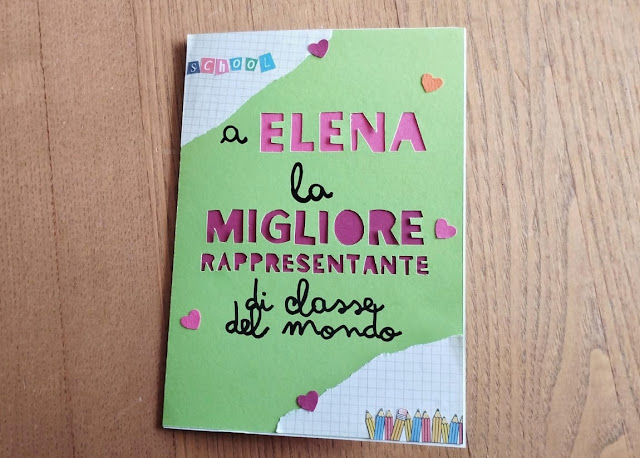 SCHOOL
a ELENA
la
MIGLIORE
RAPPRESENTANTE
di classe
del mondo